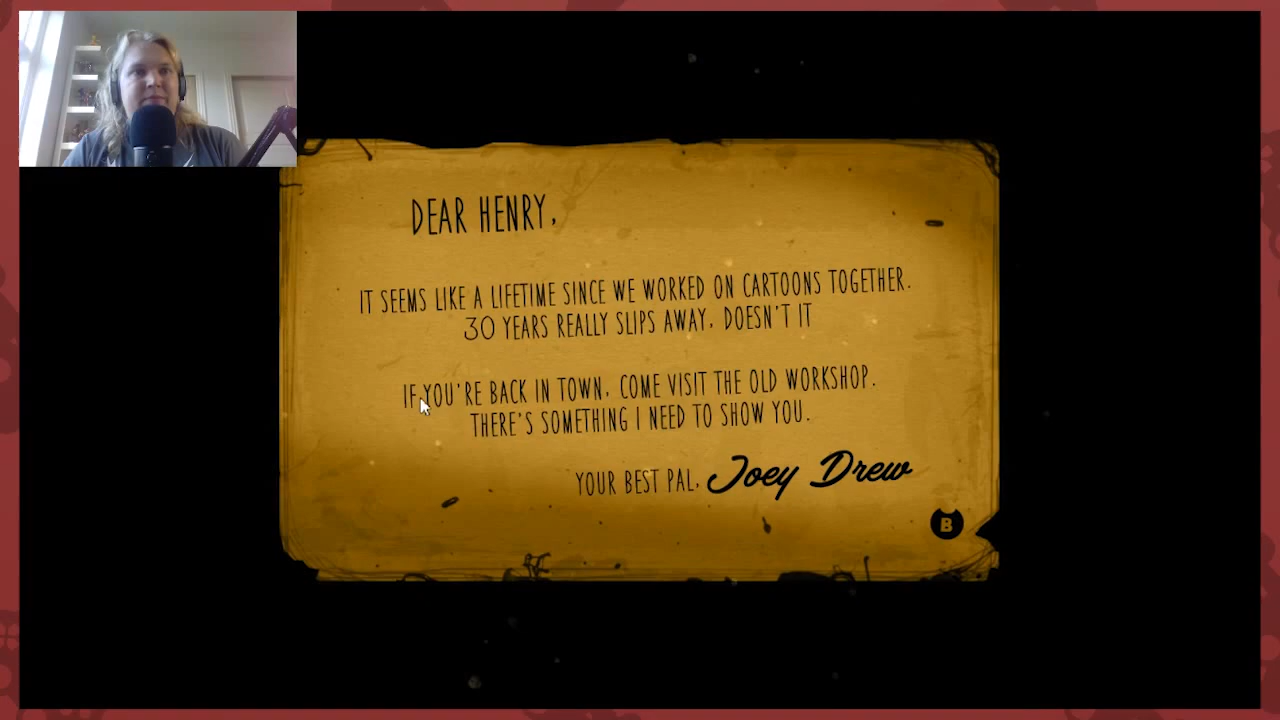 DEAR HENRY,
IT SEEMS LIKE A LIFETIME SINCE WE WORKED ON CARTOONS TOGETHER.
30 YEARS REALLY SLIPS AWAY, DOESN'T IT
IF YOU'RE BACK IN TOWN, COME VISIT THE OLD WORKSHOP.
THERE'S SOMETHING I NEED TO SHOW YOU.
YOUR BEST PAL, Joey Drew
B